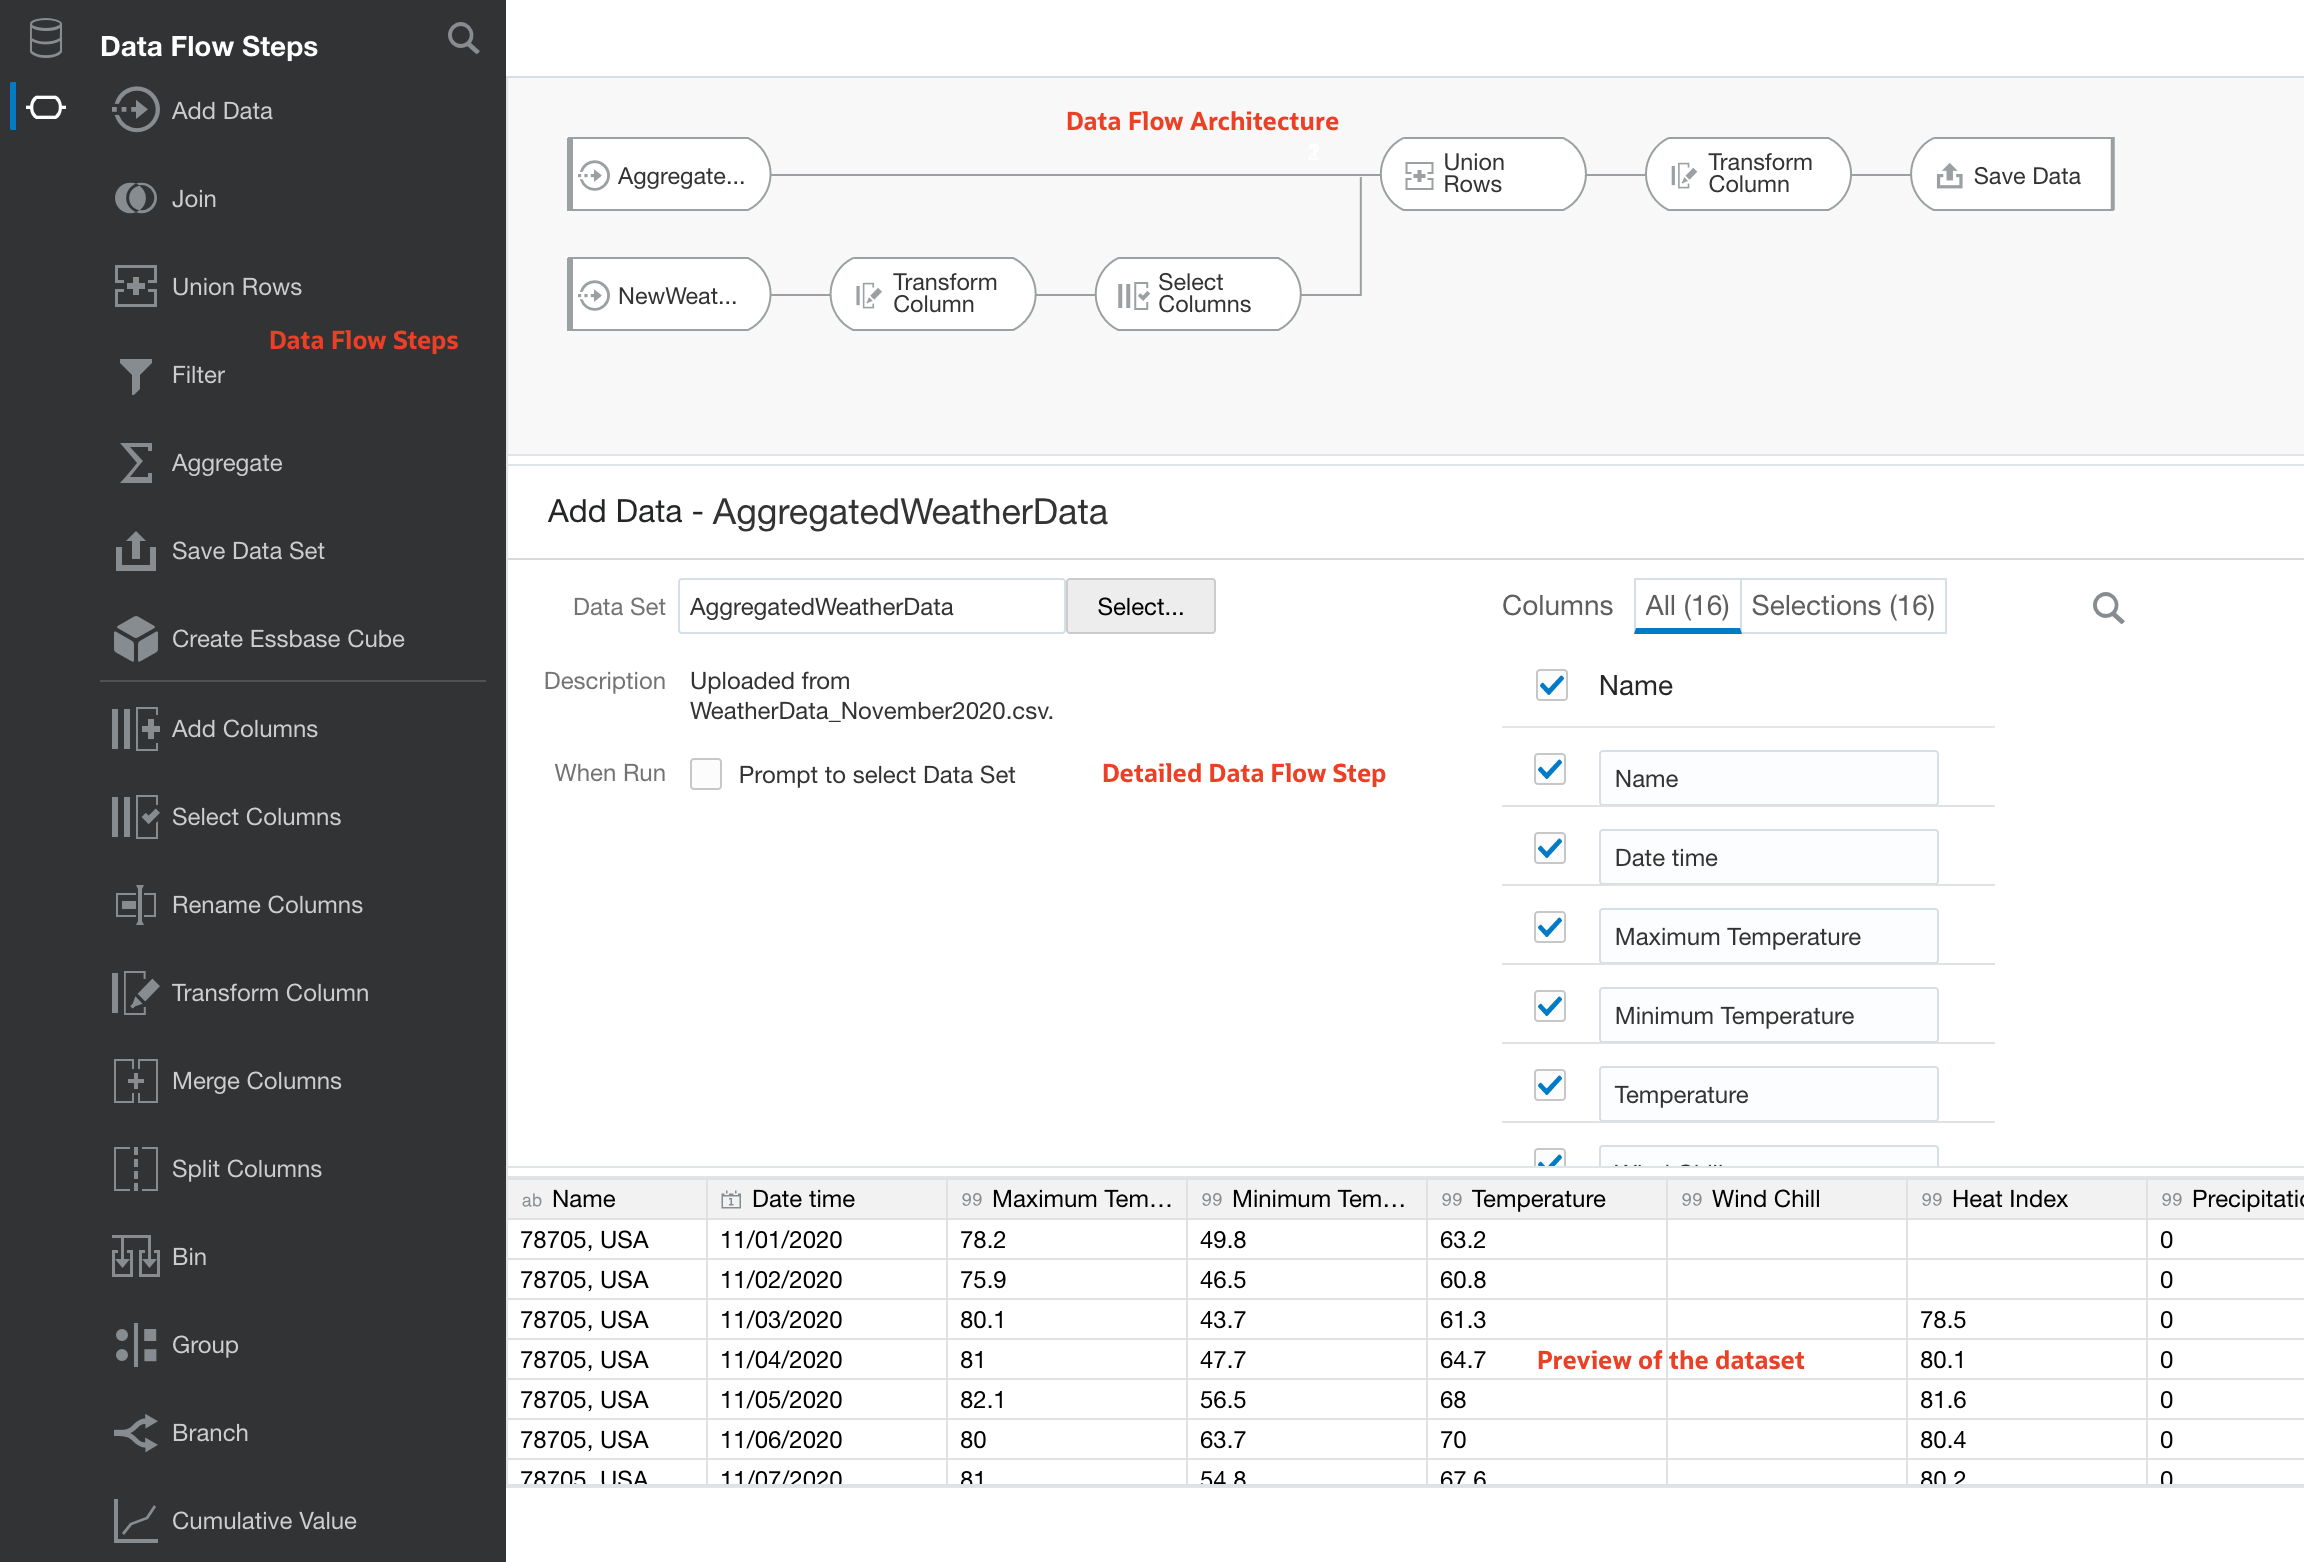 Data Flow Steps
Add Data
Join
Union Rows
Data Flow Steps
Filter
Aggregate
Save Data Set
Create Essbase Cube
Add Columns
Select Columns
Rename Columns
Transform Column
Merge Columns
Split Columns
Bin
Group
Branch
Cumulative Value
Data Flow Architecture
2
Aggregate...
Union
Rows
Transform
Column
Save Data
NewWeat...
Transform
Column
Select
Columns
Add Data - AggregatedWeatherData
Data Set AggregatedWeatherData Select...
Description Uploaded from
WeatherData_November2020.csv.
When Run Prompt to select Data Set
Detailed Data Flow Step
Columns All (16) Selections (16)
Name
Name
Date time
Maximum Temperature
Minimum Temperature
Temperature
ab Name 1 Date time 99 Maximum Tem... 99 Minimum Tem... 99 Temperature 99 Wind Chill 99 Heat Index 99 Precipitatio
78705, USA 11/01/2020 78.2 49.8 63.2 0
78705, USA 11/02/2020 75.9 46.5 60.8 0
78705, USA 11/03/2020 80.1 43.7 61.3 78.5 0
78705, USA 11/04/2020 81 47.7 64.7 80.1 0
Preview of the dataset
78705, USA 11/05/2020 82.1 56.5 68 81.6 0
78705, USA 11/06/2020 80 63.7 70 80.4 0
78705, USA 11/07/2020 81 54.8 67.6 80.2 0